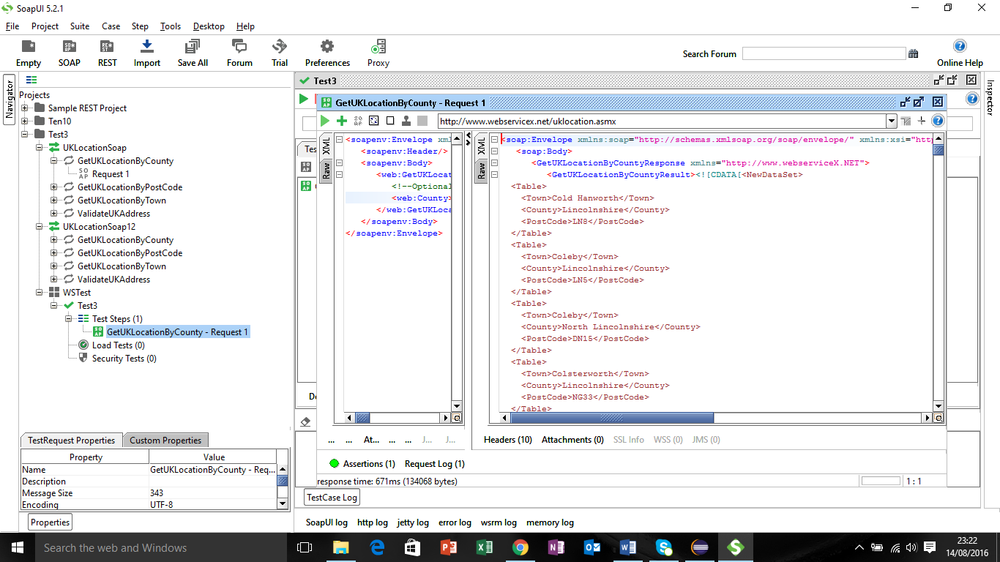 SoapUI 5.2.1
File Project Suite Case Step Tools Desktop Help
Empty SOAP REST Import Save All Forum Trial Preferences Proxy
Search Forum
Online Help
Navigator
Projects
Sample REST Project
Ten10
Test3
UKLocationSoap
GetUKLocationByCounty
Request 1
GetUKLocationByPostCode
GetUKLocationByTown
ValidateUKAddress
UKLocationSoap12
GetUKLocationByCounty
GetUKLocationByPostCode
GetUKLocationByTown
ValidateUKAddress
WSTest
Test3
Test Steps (1)
GetUKLocationByCounty - Request 1
Load Tests (0)
Security Tests (0)
TestRequest Properties Custom Properties
Property Value
Name GetUKLocationByCounty - Req...
Description
Message Size 343
Encoding UTF-8
Properties
Test3
Inspector
GetUKLocationByCounty - Request 1
http://www.webservicex.net/uklocation.asmx
XML
Raw
<soapenv:Envelope xml
<soapenv:Header/>
<soapenv:Body>
<web:GetUKLocat
<!--Optional
<web:County>
</web:GetUKLoca
</soapenv:Body>
</soapenv:Envelope>
XML
Raw
<soap:Envelope xmlns:soap="http://schemas.xmlsoap.org/soap/envelope/" xmlns:xsi="http
<soap:Body>
<GetUKLocationByCountyResponse xmlns="http://www.webserviceX.NET">
<GetUKLocationByCountyResult><![CDATA[<NewDataSet>
<Table>
<Town>Cold Hanworth</Town>
<County>Lincolnshire</County>
<PostCode>LN8</PostCode>
</Table>
<Table>
<Town>Coleby</Town>
<County>Lincolnshire</County>
<PostCode>LN5</PostCode>
</Table>
<Table>
<Town>Coleby</Town>
<County>North Lincolnshire</County>
<PostCode>DN15</PostCode>
</Table>
<Table>
<Town>Colsterworth</Town>
<County>Lincolnshire</County>
<PostCode>NG33</PostCode>
</Table>
... ... At... ... ... J... J...
Headers (10) Attachments (0) SSL Info WSS (0) JMS (0)
Assertions (1) Request Log (1)
response time: 671ms (134068 bytes)
1 : 1
TestCase Log
SoapUI log http log jetty log error log wsrm log memory log
Search the web and Windows
23:22
14/08/2016